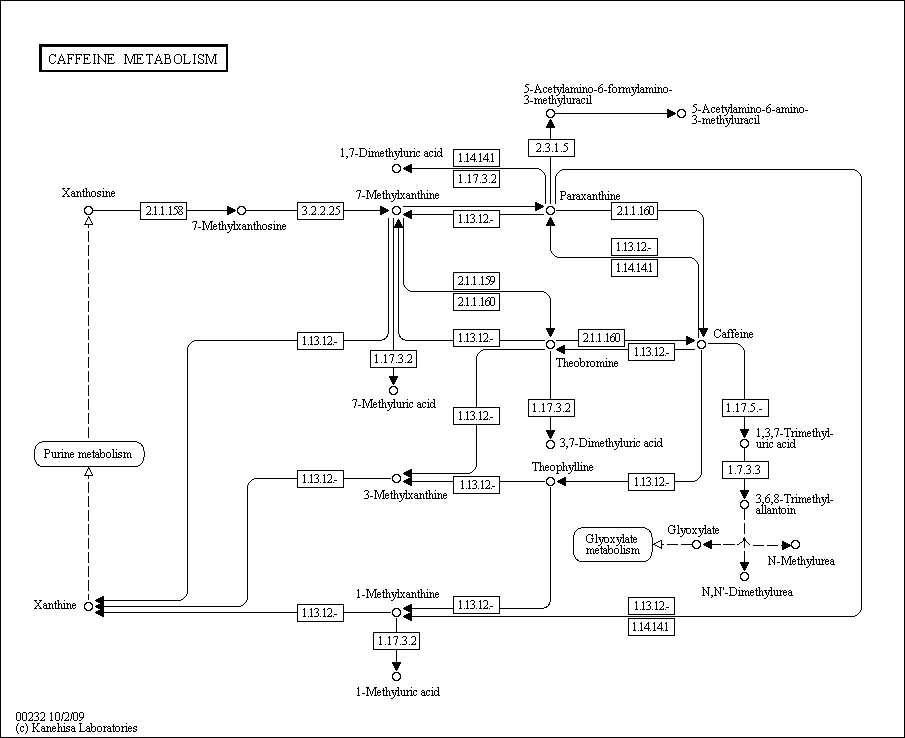 CAFFEINE METABOLISM
5-Acetylamino-6-formylamino-
3-methyluracil
5-Acetylamino-6-amino-
3-methyluracil
2.3.1.5
1,7-Dimethyluric acid
1.14.14.1
1.17.3.2
Xanthosine
7-Methylxanthine
Paraxanthine
2.1.1.158
3.2.2.25
1.13.12.-
2.1.1.160
7-Methylxanthosine
1.13.12.-
1.14.14.1
2.1.1.159
2.1.1.160
1.13.12.-
1.13.12.-
2.1.1.160
Caffeine
1.13.12.-
1.17.3.2
Theobromine
7-Methyluric acid
1.13.12.-
1.17.3.2
1.17.5.-
1,3,7-Trimethyl-
uric acid
3,7-Dimethyluric acid
Purine metabolism
Theophylline
1.7.3.3
1.13.12.-
3-Methylxanthine
1.13.12.-
1.13.12.-
3,6,8-Trimethyl-
allantoin
Glyoxylate
Glyoxylate
metabolism
N-Methylurea
N,N'-Dimethylurea
Xanthine
1-Methylxanthine
1.13.12.-
1.13.12.-
1.13.12.-
1.14.14.1
1.17.3.2
1-Methyluric acid
00232 10/2/09
(c) Kanehisa Laboratories